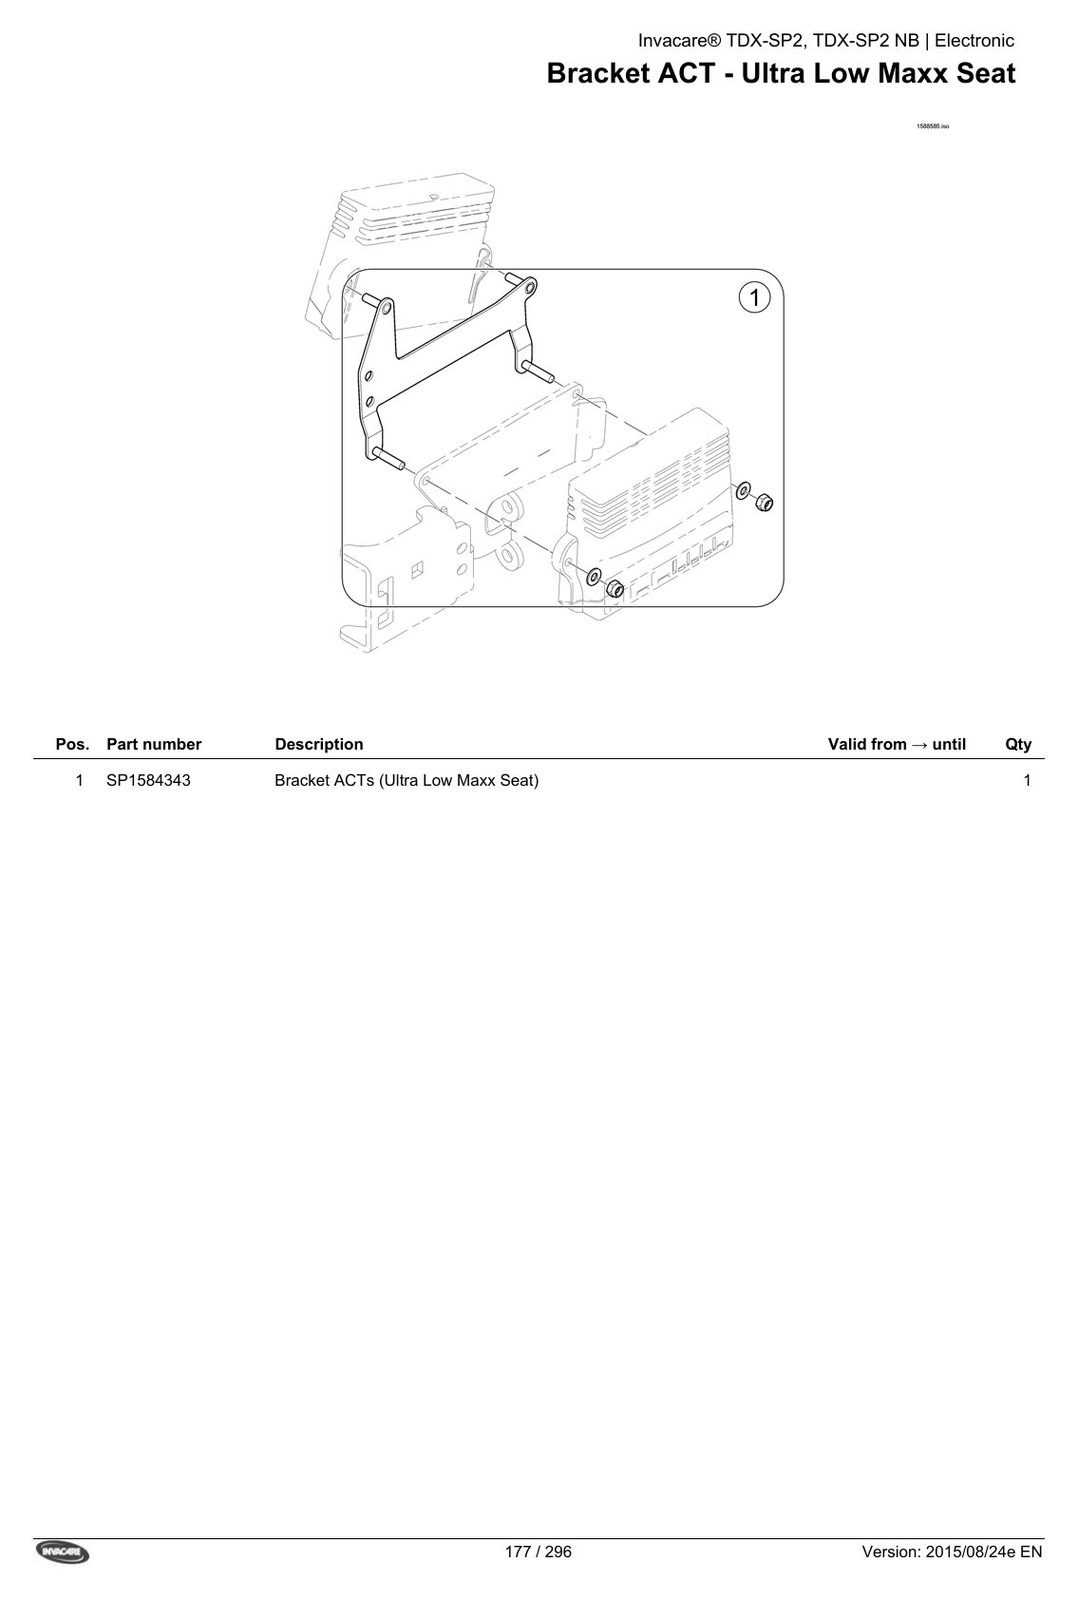 Invacare® TDX-SP2, TDX-SP2 NB | Electronic
Bracket ACT - Ultra Low Maxx Seat
1588585.iso
1
Pos. Part number Description Valid from → until Qty
1 SP1584343 Bracket ACTs (Ultra Low Maxx Seat) 1
INVACARE 177 / 296 Version: 2015/08/24e EN